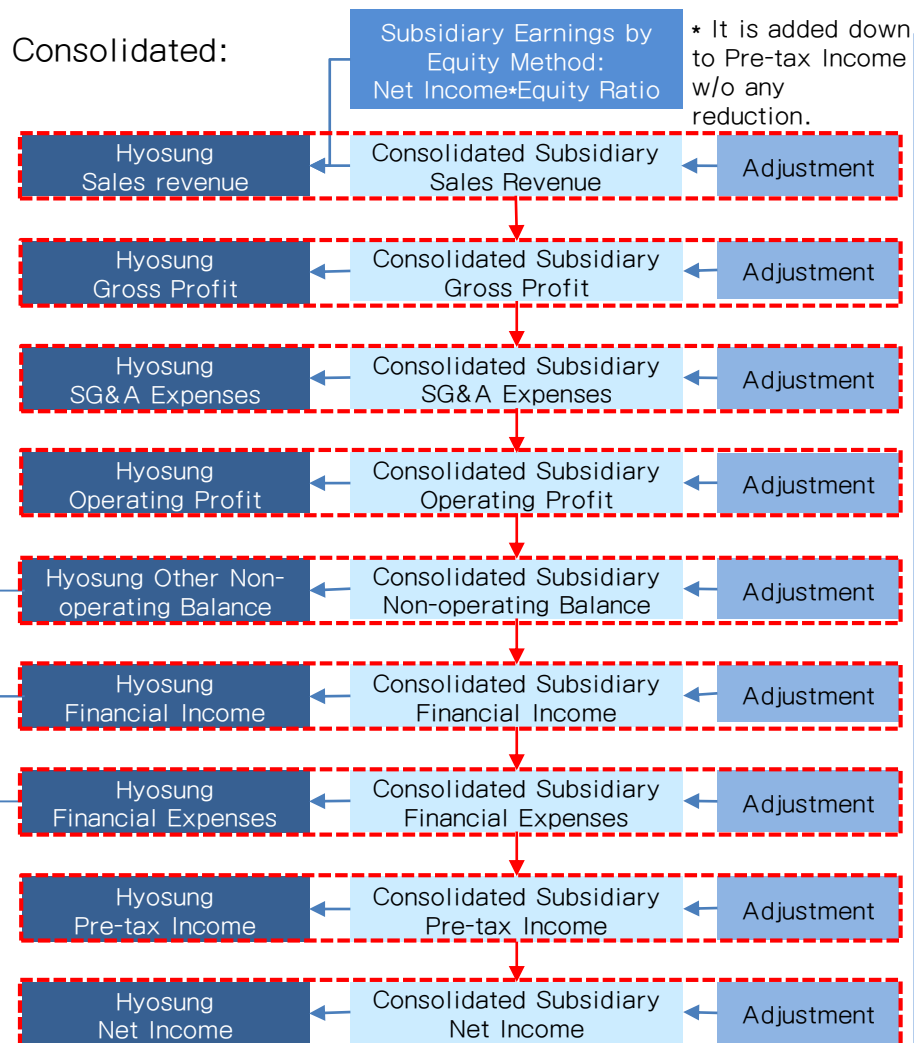 Consolidated:
Subsidiary Earnings by
Equity Method:
Net Income*Equity Ratio
* It is added down
to Pre-tax Income
w/o any
reduction.
Hyosung
Sales revenue
Consolidated Subsidiary
Sales Revenue
Adjustment
Hyosung
Gross Profit
Consolidated Subsidiary
Gross Profit
Adjustment
Hyosung
SG&A Expenses
Consolidated Subsidiary
SG&A Expenses
Adjustment
Hyosung
Operating Profit
Consolidated Subsidiary
Operating Profit
Adjustment
Hyosung Other Non-
operating Balance
Consolidated Subsidiary
Non-operating Balance
Adjustment
Hyosung
Financial Income
Consolidated Subsidiary
Financial Income
Adjustment
Hyosung
Financial Expenses
Consolidated Subsidiary
Financial Expenses
Adjustment
Hyosung
Pre-tax Income
Consolidated Subsidiary
Pre-tax Income
Adjustment
Hyosung
Net Income
Consolidated Subsidiary
Net Income
Adjustment